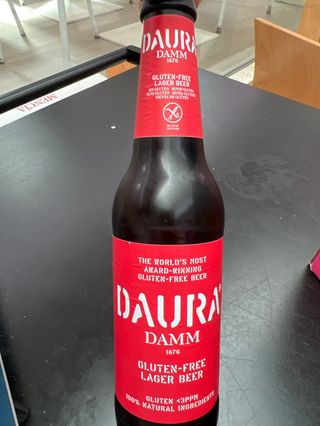 DAURA
DAMM
1876
GLUTEN-FREE
LAGER BEER
THE WORLD'S MOST
AWARD-WINNING
GLUTEN-FREE BEER
DAURA
DAMM
1876
GLUTEN-FREE
LAGER BEER
GLUTEN <3PPM
100% NATURAL INGREDIENTS
MENCÍA